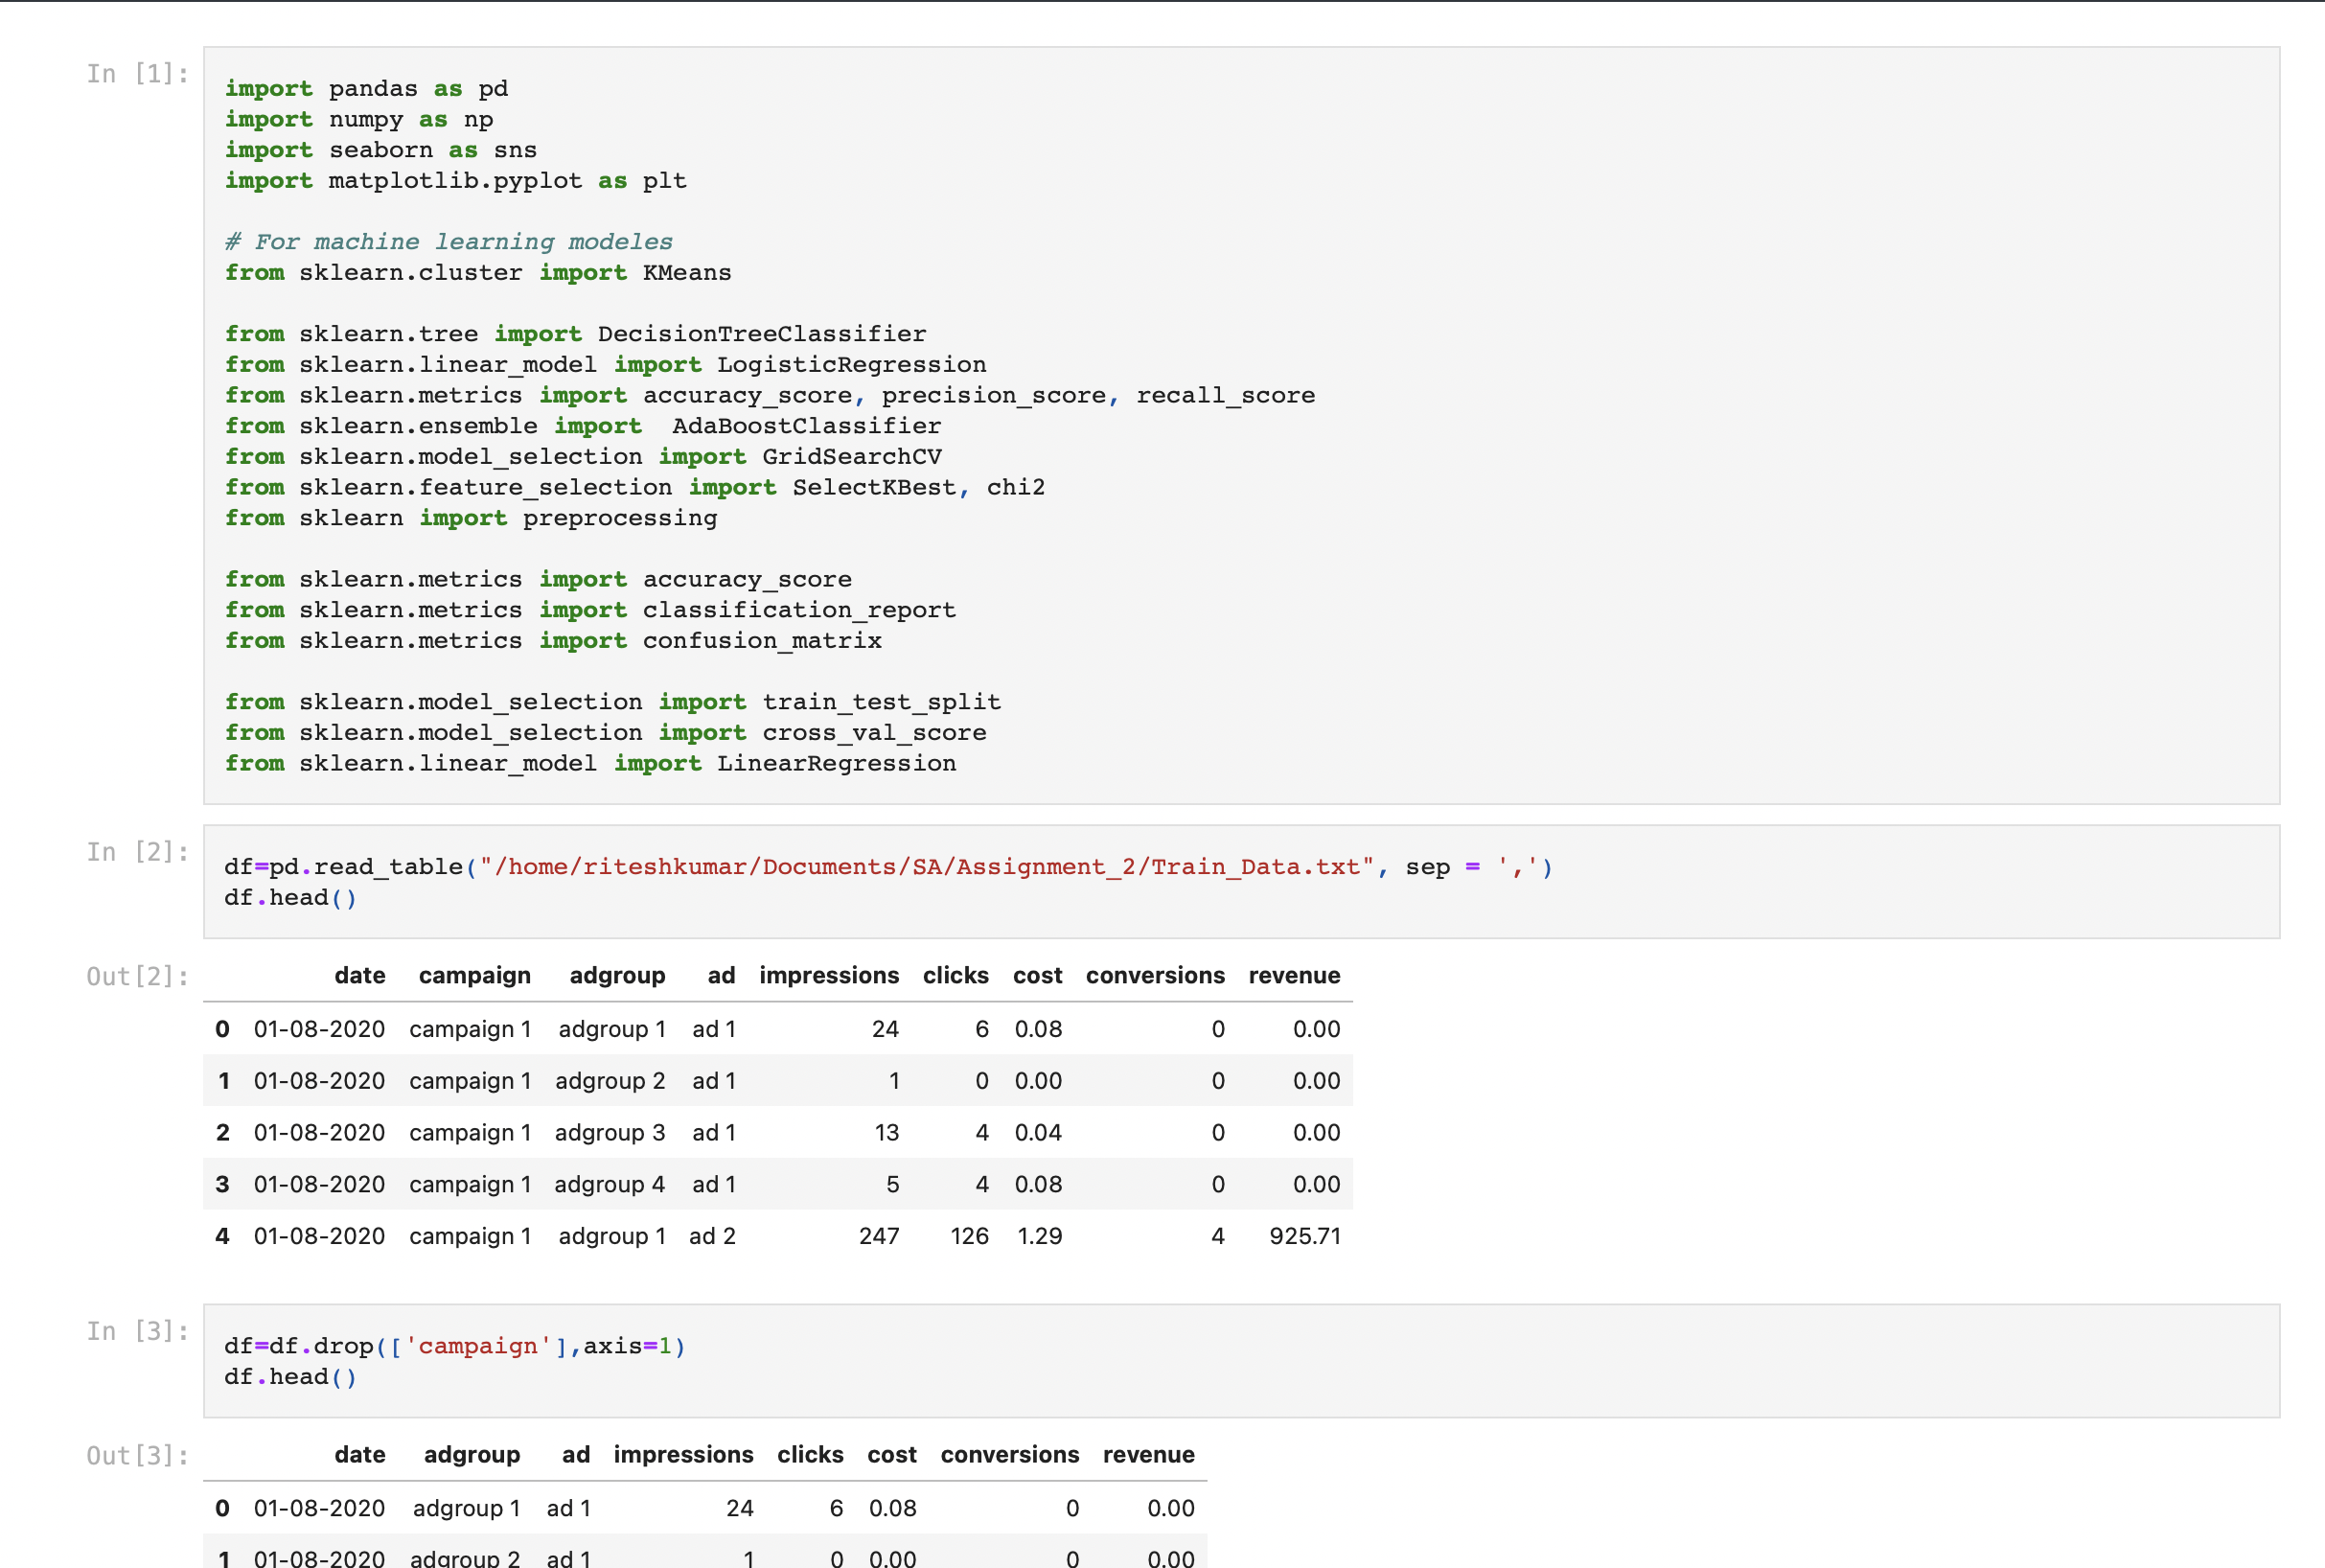 In [1]:
import pandas as pd
import numpy as np
import seaborn as sns
import matplotlib.pyplot as plt
# For machine learning modeles
from sklearn.cluster import KMeans
from sklearn.tree import DecisionTreeClassifier
from sklearn.linear_model import LogisticRegression
from sklearn.metrics import accuracy_score, precision_score, recall_score
from sklearn.ensemble import  AdaBoostClassifier
from sklearn.model_selection import GridSearchCV
from sklearn.feature_selection import SelectKBest, chi2
from sklearn import preprocessing
from sklearn.metrics import accuracy_score
from sklearn.metrics import classification_report
from sklearn.metrics import confusion_matrix
from sklearn.model_selection import train_test_split
from sklearn.model_selection import cross_val_score
from sklearn.linear_model import LinearRegression
In [2]:
df=pd.read_table("/home/riteshkumar/Documents/SA/Assignment_2/Train_Data.txt", sep = ',')
df.head()
Out[2]:
date campaign adgroup ad impressions clicks cost conversions revenue
0 01-08-2020 campaign 1 adgroup 1 ad 1 24 6 0.08 0 0.00
1 01-08-2020 campaign 1 adgroup 2 ad 1 1 0 0.00 0 0.00
2 01-08-2020 campaign 1 adgroup 3 ad 1 13 4 0.04 0 0.00
3 01-08-2020 campaign 1 adgroup 4 ad 1 5 4 0.08 0 0.00
4 01-08-2020 campaign 1 adgroup 1 ad 2 247 126 1.29 4 925.71
In [3]:
df=df.drop(['campaign'],axis=1)
df.head()
Out[3]:
date adgroup ad impressions clicks cost conversions revenue
0 01-08-2020 adgroup 1 ad 1 24 6 0.08 0 0.00
1 01-08-2020 adgroup 2 ad 1 1 0 0.00 0 0.00